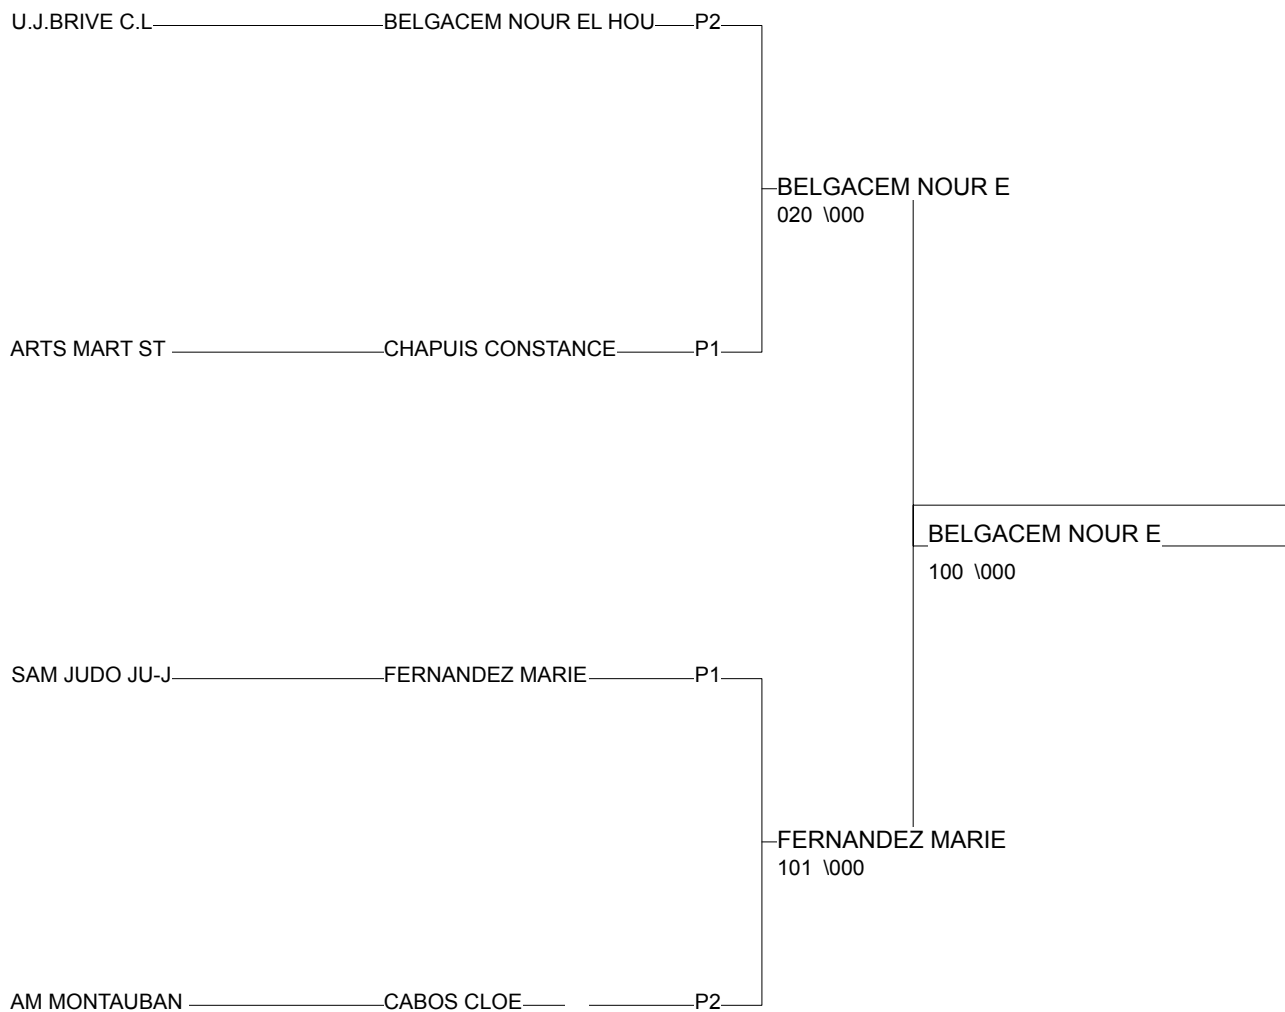 U.J.BRIVE C.L BELGACEM NOUR EL HOU P2
BELGACEM NOUR E
020 \000
ARTS MART ST CHAPUIS CONSTANCE P1
BELGACEM NOUR E
100 \000
SAM JUDO JU-J FERNANDEZ MARIE P1
FERNANDEZ MARIE
101 \000
AM MONTAUBAN CABOS CLOE P2